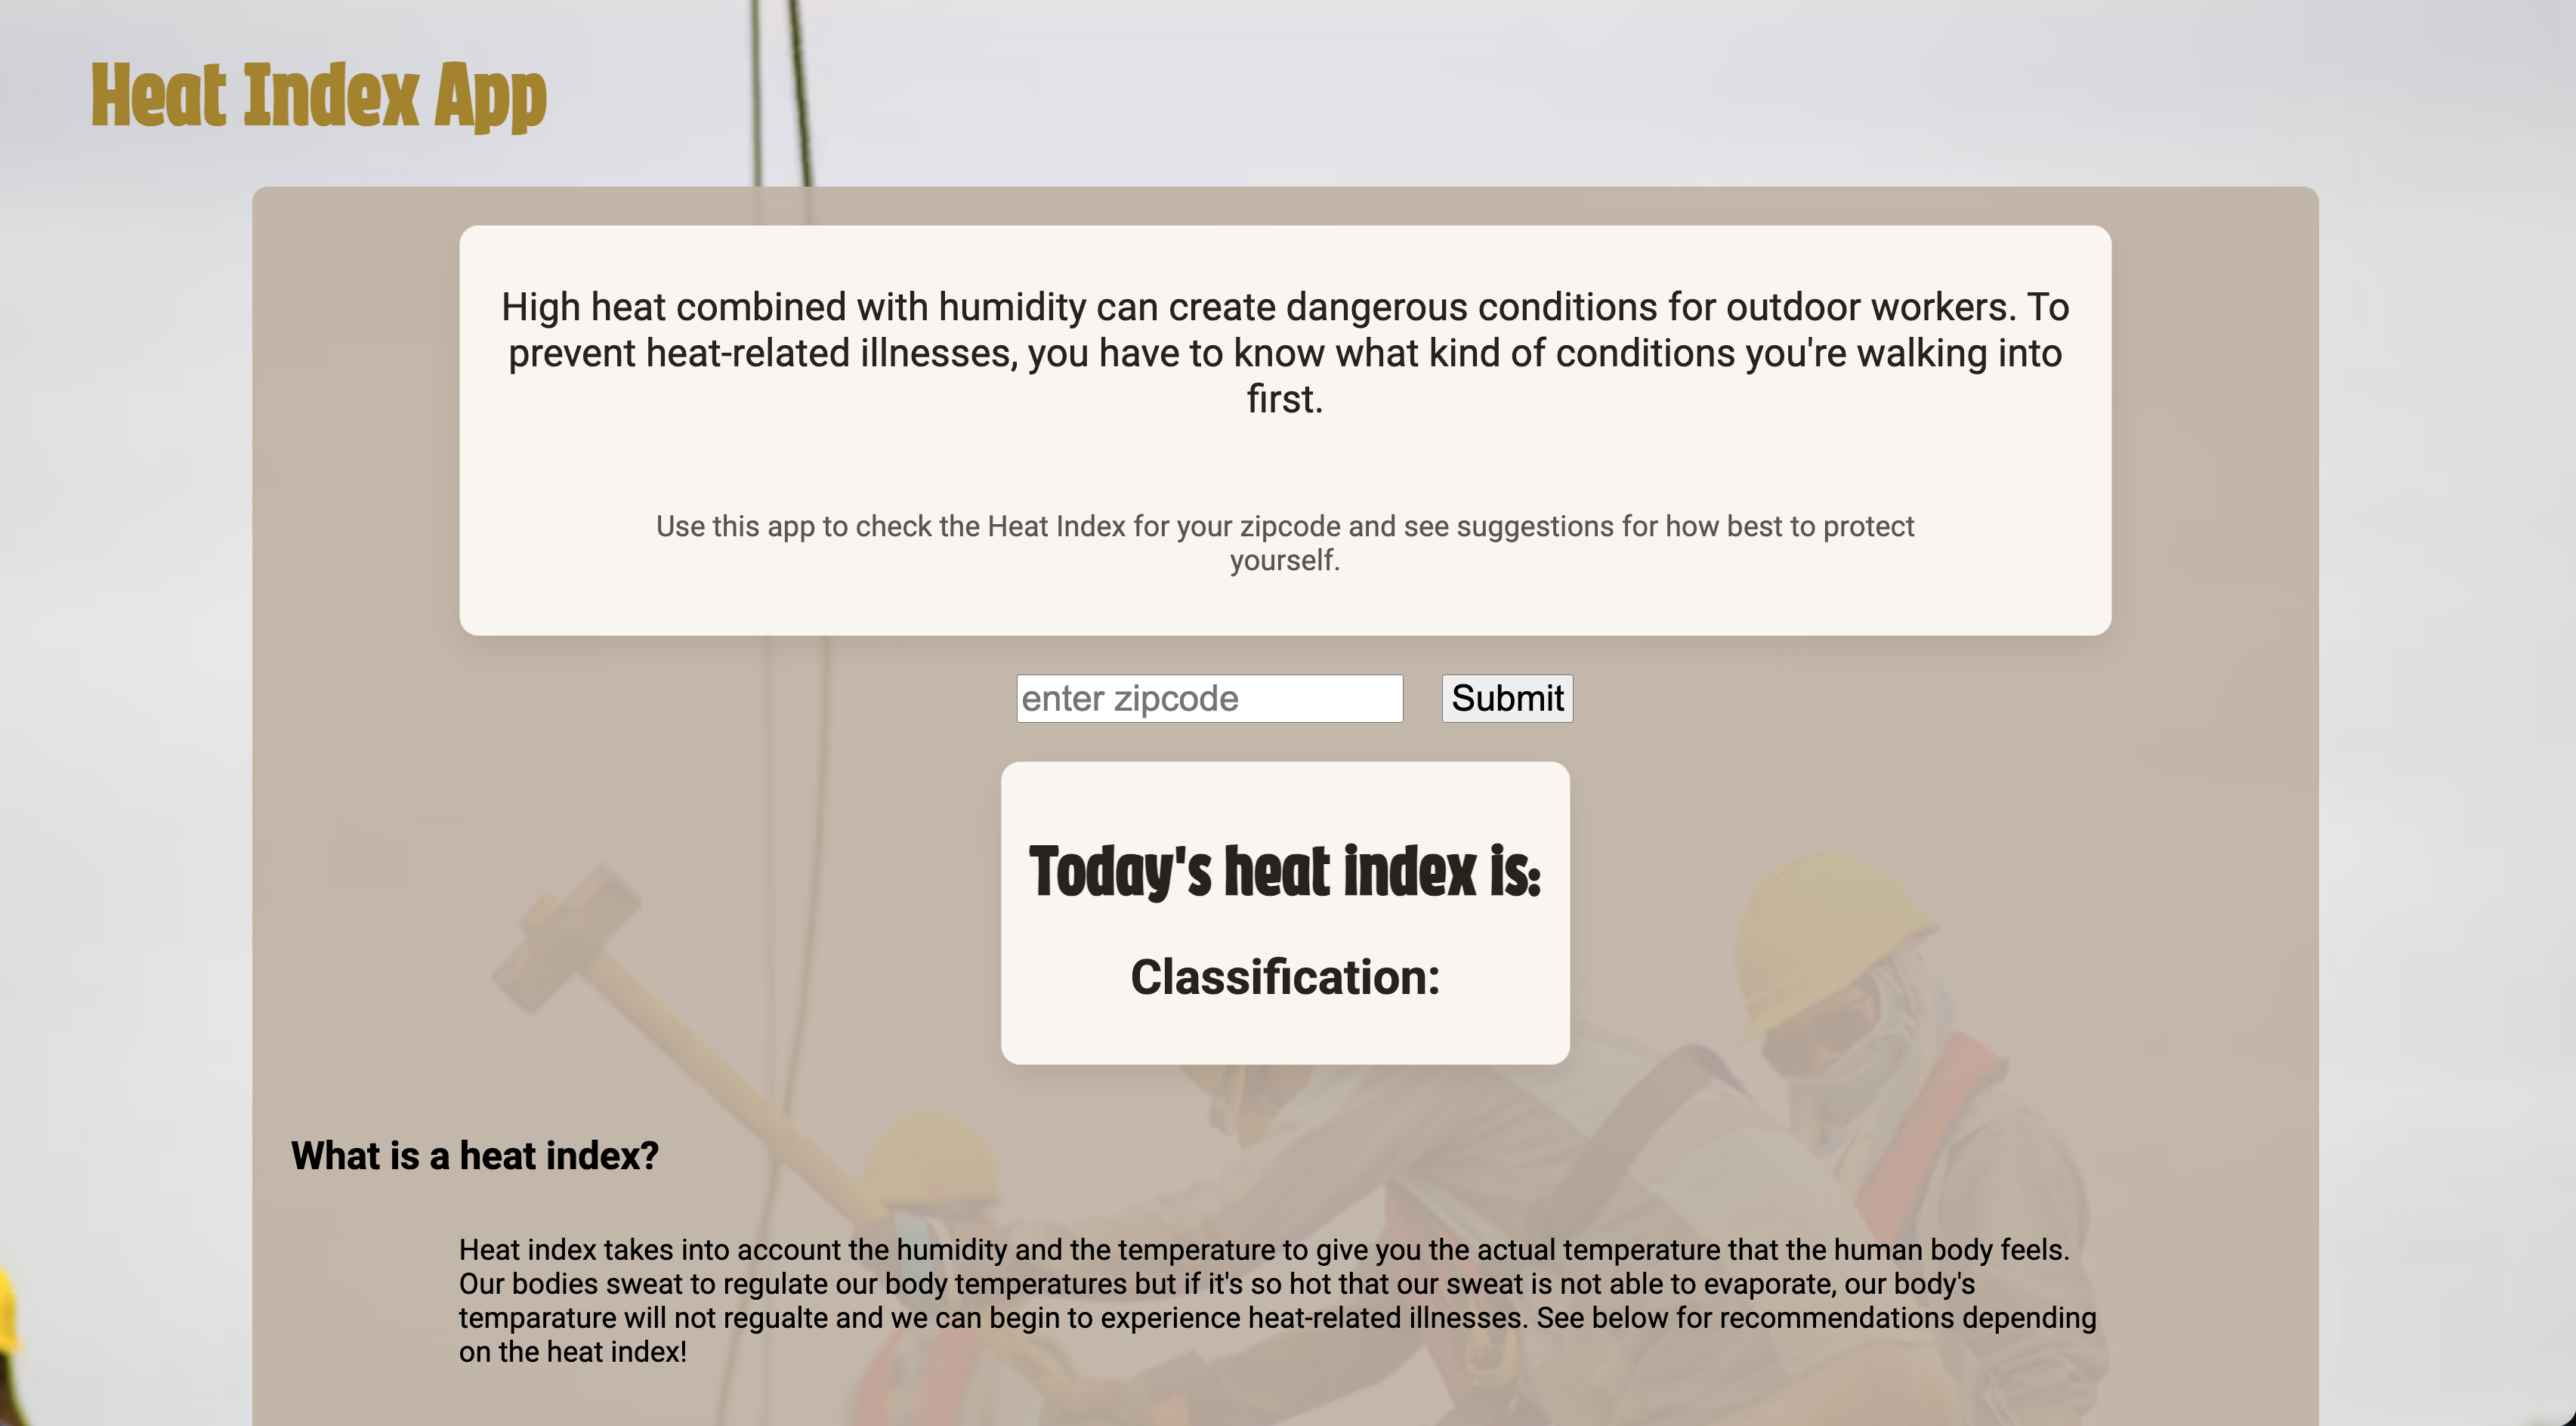 Heat Index App
High heat combined with humidity can create dangerous conditions for outdoor workers. To
prevent heat-related illnesses, you have to know what kind of conditions you're walking into
first.
Use this app to check the Heat Index for your zipcode and see suggestions for how best to protect
yourself.
enter zipcode Submit
Today's heat index is:
Classification:
What is a heat index?
Heat index takes into account the humidity and the temperature to give you the actual temperature that the human body feels.
Our bodies sweat to regulate our body temperatures but if it's so hot that our sweat is not able to evaporate, our body's
temparature will not regualte and we can begin to experience heat-related illnesses. See below for recommendations depending
on the heat index!